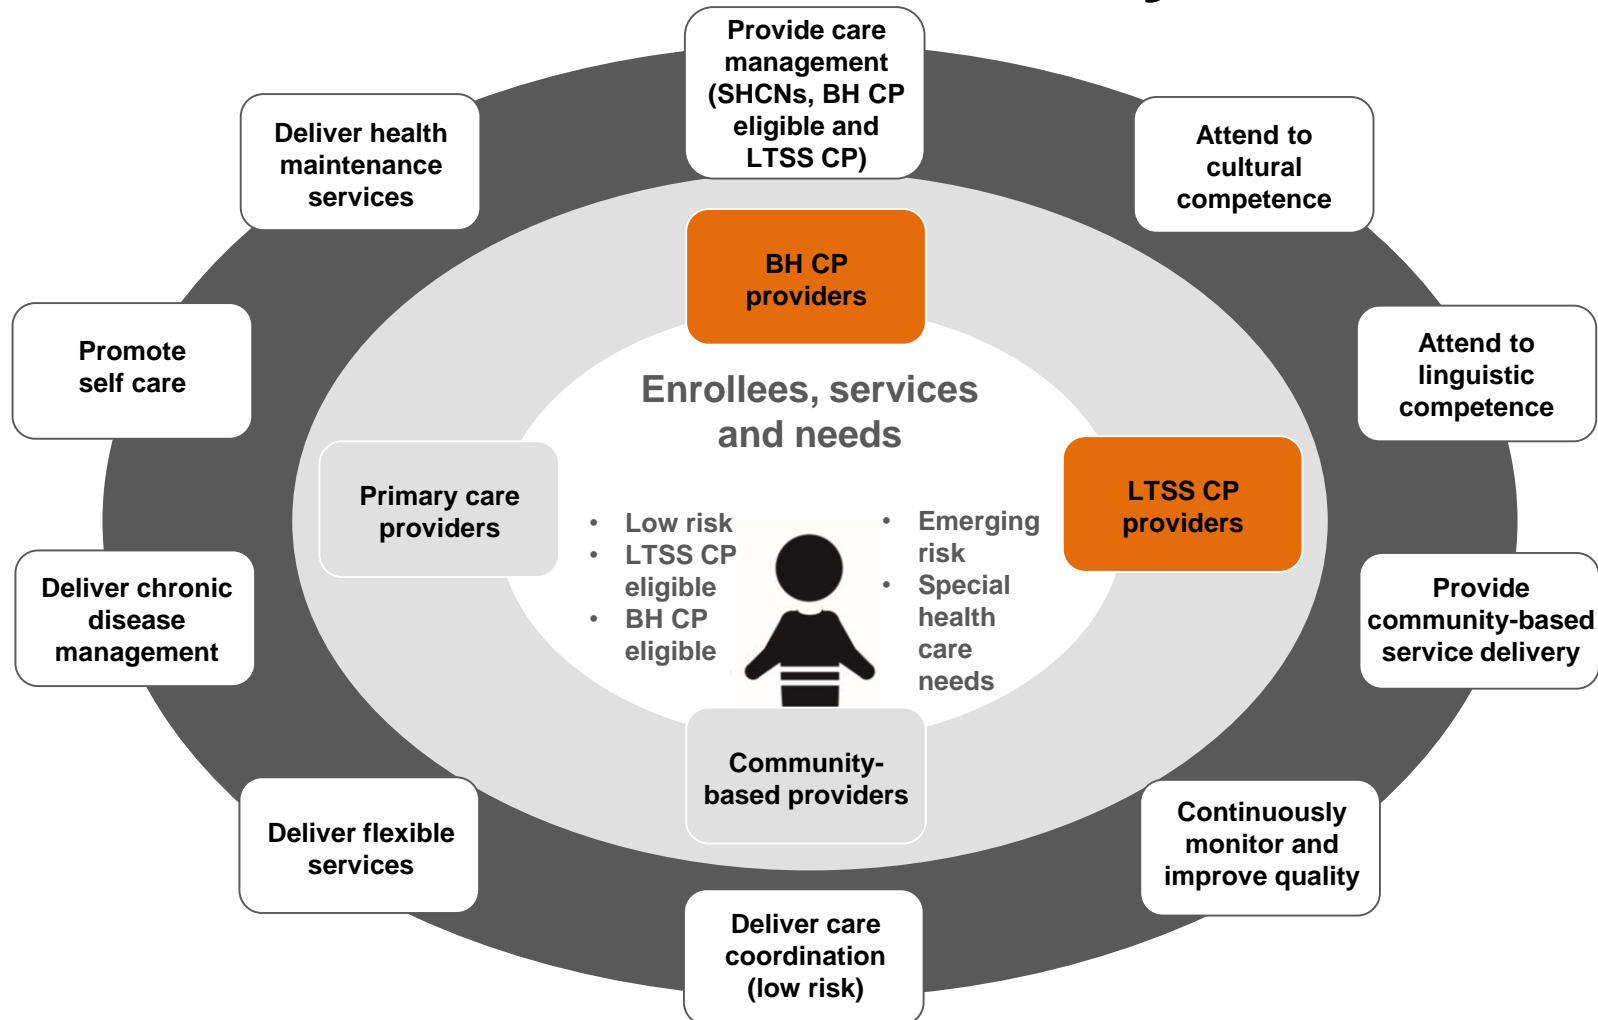 Provide care
management
(SHCNs, BH CP
eligible and
LTSS CP)
Deliver health
maintenance
services
Attend to
cultural
competence
BH CP
providers
Promote
self care
Attend to
linguistic
competence
Enrollees, services
and needs
Primary care
providers
LTSS CP
providers
• Low risk
• LTSS CP
eligible
• BH CP
eligible
• Emerging
risk
• Special
health
care
needs
Deliver chronic
disease
management
Provide
community-based
service delivery
Community-
based providers
Deliver flexible
services
Continuously
monitor and
improve quality
Deliver care
coordination
(low risk)